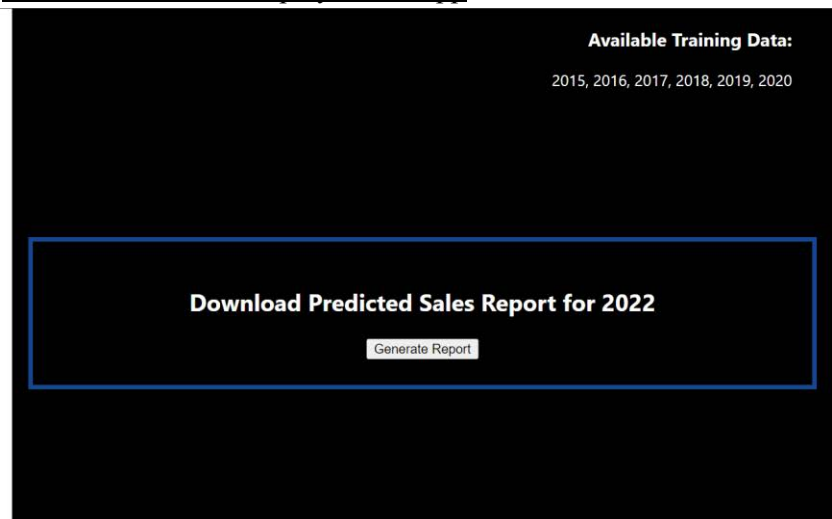 Available Training Data:
2015, 2016, 2017, 2018, 2019, 2020
Download Predicted Sales Report for 2022
Generate Report